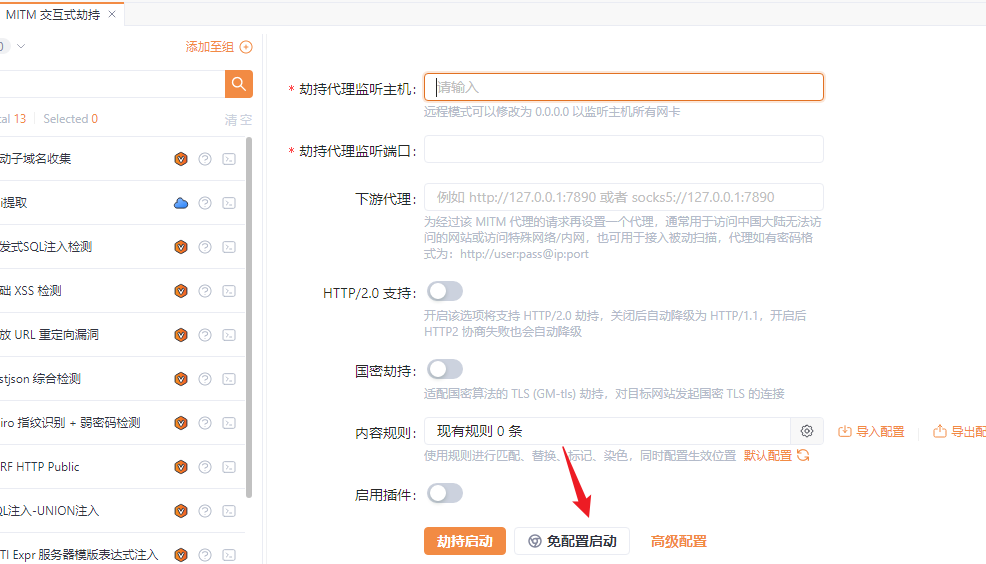 MITM 交互式劫持
添加至组
al 13 Selected 0 清空
动子域名收集
i提取
发式SQL注入检测
础 XSS 检测
放 URL 重定向漏洞
stjson 综合检测
iro 指纹识别 + 弱密码检测
RF HTTP Public
QL注入-UNION注入
TI Expr 服务器模版表达式注入
* 劫持代理监听主机: 请输入
远程模式可以修改为 0.0.0.0 以监听主机所有网卡
* 劫持代理监听端口:
下游代理: 例如 http://127.0.0.1:7890 或者 socks5://127.0.0.1:7890
为经过该 MITM 代理的请求再设置一个代理，通常用于访问中国大陆无法访
问的网站或访问特殊网络/内网，也可用于接入被动扫描，代理如有密码格
式为：http://user:pass@ip:port
HTTP/2.0 支持:
开启该选项将支持 HTTP/2.0 劫持，关闭后自动降级为 HTTP/1.1，开启后
HTTP2 协商失败也会自动降级
国密劫持:
适配国密算法的 TLS (GM-tls) 劫持，对目标网站发起国密 TLS 的连接
内容规则: 现有规则 0 条 导入配置 导出配
使用规则进行匹配、替换、标记、染色，同时配置生效位置 默认配置
启用插件:
劫持启动 免配置启动 高级配置